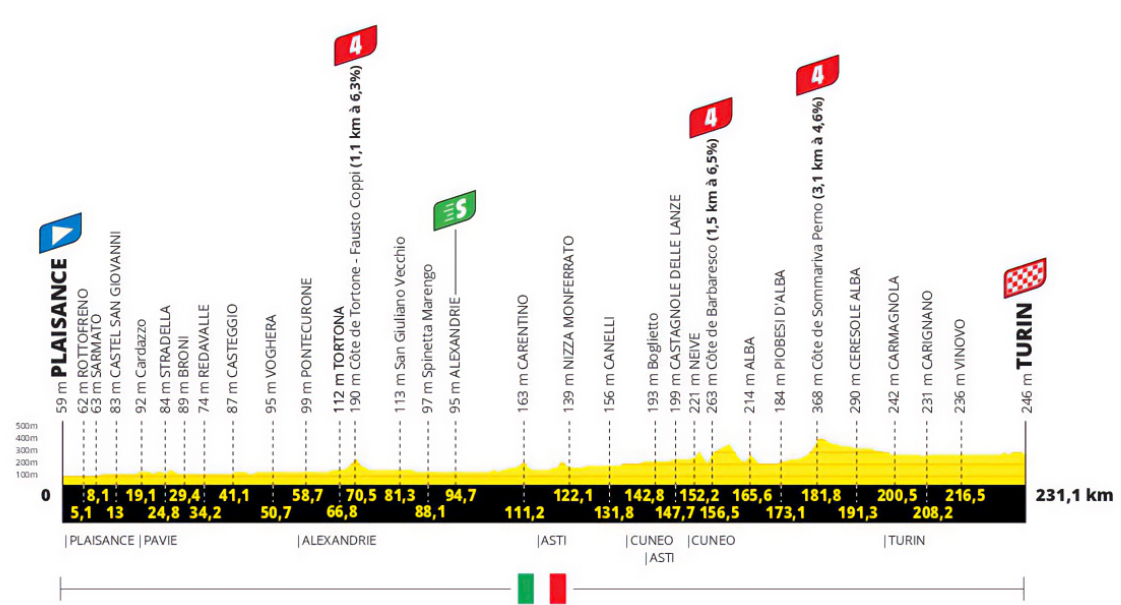 4
4
4
S
59 m PLAISANCE
62 m ROTTOFRENO
63 m SARMATO
83 m CASTEL SAN GIOVANNI
92 m Cardazzo
84 m STRADELLA
89 m BRONI
74 m REDAVALLE
87 m CASTEGGIO
95 m VOGHERA
99 m PONTECURONE
112 m TORTONA
190 m Côte de Tortone - Fausto Coppi (1,1 km à 6,3%)
113 m San Giuliano Vecchio
97 m Spinetta Marengo
95 m ALEXANDRIE
163 m CARENTINO
139 m NIZZA MONFERRATO
156 m CANELLI
193 m Boglietto
199 m CASTAGNOLE DELLE LANZE
221 m NEIVE
263 m Côte de Barbaresco (1,5 km à 6,5%)
214 m ALBA
184 m PIOBESI D'ALBA
368 m Côte de Sommariva Perno (3,1 km à 4,6%)
290 m CERESOLE ALBA
242 m CARMAGNOLA
231 m CARIGNANO
236 m VINOVO
246 m TURIN
500m
400m
300m
200m
100m
0 8,1 19,1 29,4 41,1 58,7 70,5 81,3 94,7 122,1 142,8 152,2 165,6 181,8 200,5 216,5 231,1 km
5,1 13 24,8 34,2 50,7 66,8 88,1 111,2 131,8 147,7 156,5 173,1 191,3 208,2
|PLAISANCE |PAVIE |ALEXANDRIE |ASTI |CUNEO |CUNEO |TURIN
|ASTI